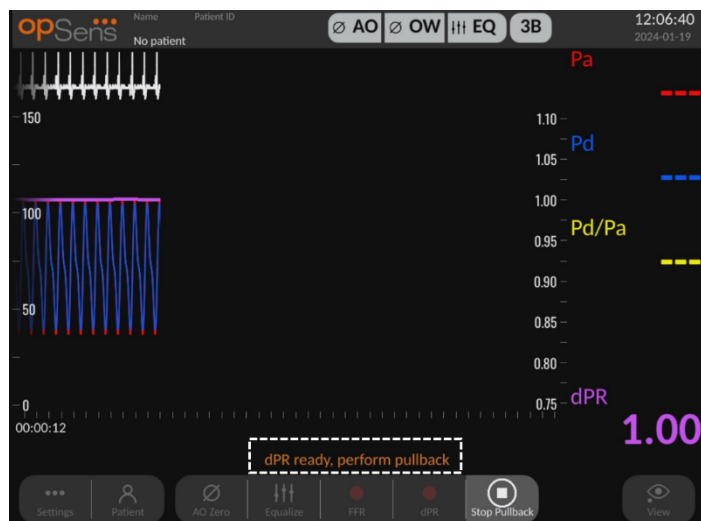 opSens
Name Patient ID
No patient
AO OW EQ 3B
12:06:40
2024-01-19
Pa
150
1.10
Pd
1.05
1.00
100
Pd/Pa
0.95
0.90
50
0.85
0.80
0
0.75
dPR
00:00:12
1.00
dPR ready, perform pullback
Settings Patient AO Zero Equalize FFR dPR Stop Pullback View